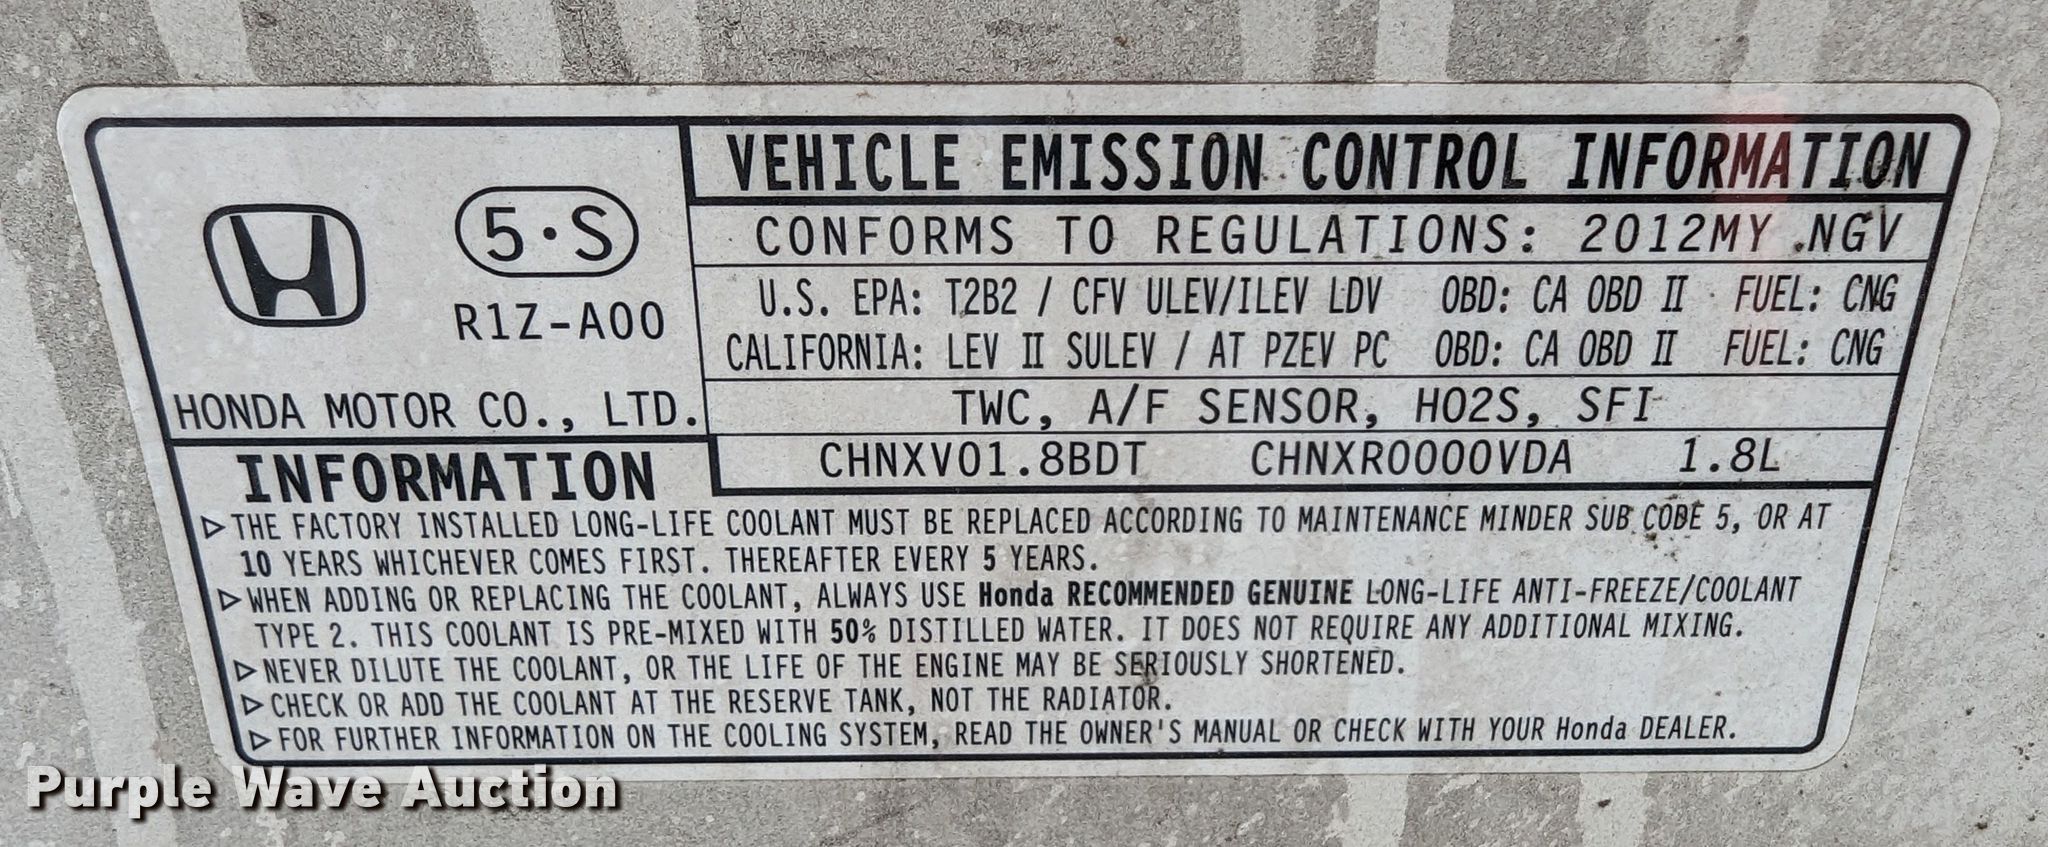 VEHICLE EMISSION CONTROL INFORMATION
5·S
CONFORMS TO REGULATIONS: 2012MY NGV
R1Z-A00
U.S. EPA: T2B2 / CFV ULEV/ILEV LDV OBD: CA OBD II FUEL: CNG
CALIFORNIA: LEV II SULEV / AT PZEV PC OBD: CA OBD II FUEL: CNG
HONDA MOTOR CO., LTD.
TWC, A/F SENSOR, HO2S, SFI
CHNXV01.8BDT CHNXR0000VDA 1.8L
INFORMATION
▷THE FACTORY INSTALLED LONG-LIFE COOLANT MUST BE REPLACED ACCORDING TO MAINTENANCE MINDER SUB CODE 5, OR AT
10 YEARS WHICHEVER COMES FIRST. THEREAFTER EVERY 5 YEARS.
▷WHEN ADDING OR REPLACING THE COOLANT, ALWAYS USE Honda RECOMMENDED GENUINE LONG-LIFE ANTI-FREEZE/COOLANT
TYPE 2. THIS COOLANT IS PRE-MIXED WITH 50% DISTILLED WATER. IT DOES NOT REQUIRE ANY ADDITIONAL MIXING.
▷NEVER DILUTE THE COOLANT, OR THE LIFE OF THE ENGINE MAY BE SERIOUSLY SHORTENED.
▷CHECK OR ADD THE COOLANT AT THE RESERVE TANK, NOT THE RADIATOR.
▷FOR FURTHER INFORMATION ON THE COOLING SYSTEM, READ THE OWNER'S MANUAL OR CHECK WITH YOUR Honda DEALER.
Purple Wave Auction